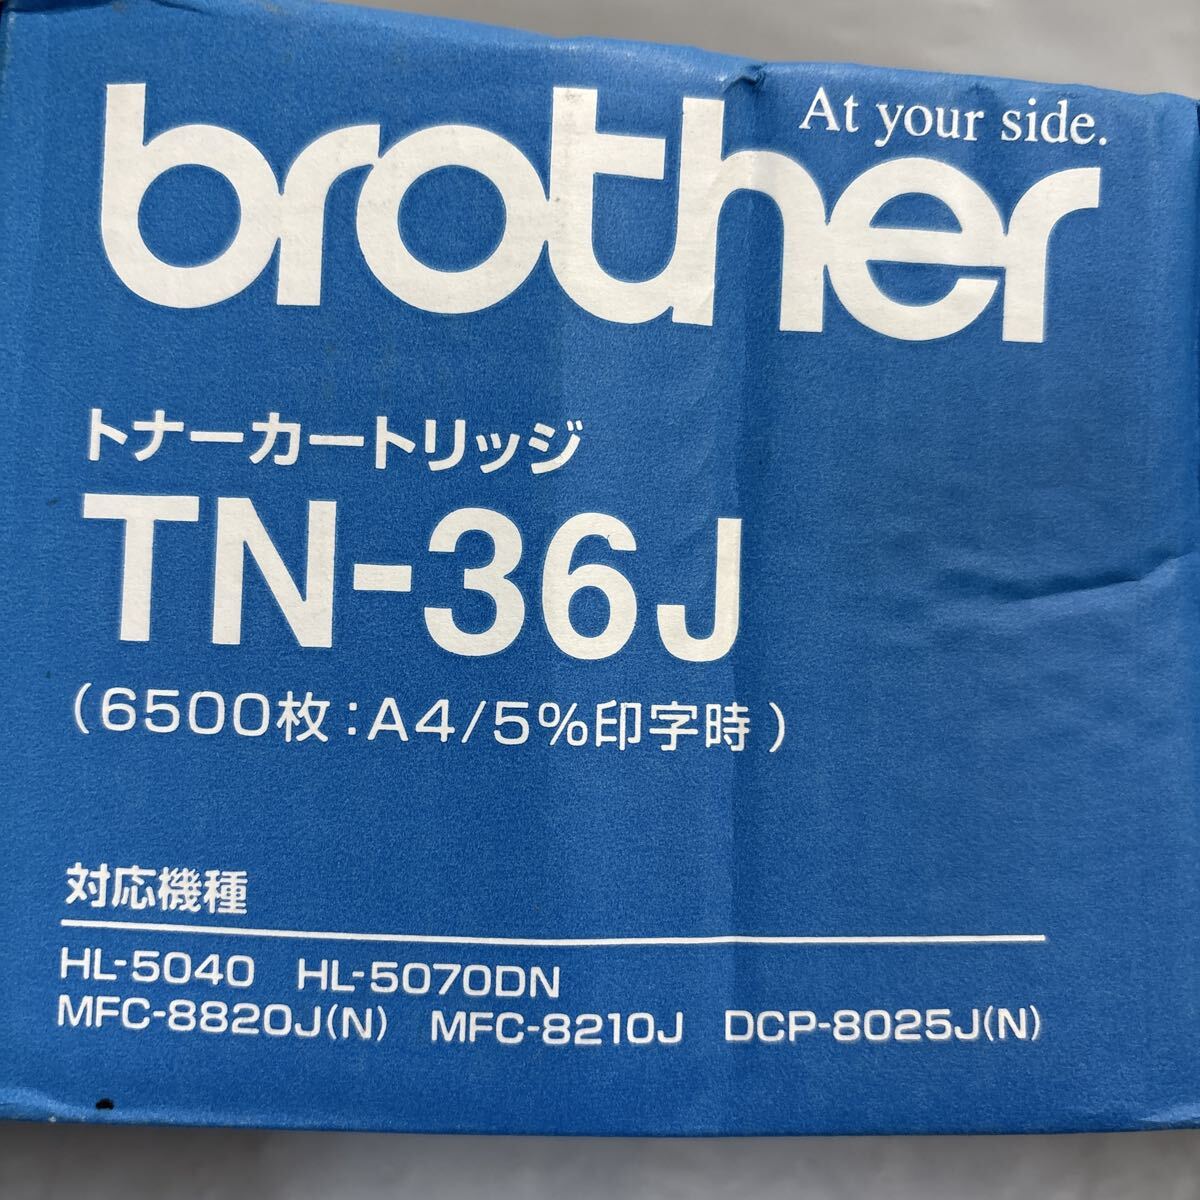 brother
At your side.
トナーカートリッジ
TN-36J
(6500枚:A4/5%印字時)
対応機種
HL-5040 HL-5070DN
MFC-8820J(N) MFC-8210J DCP-8025J(N)